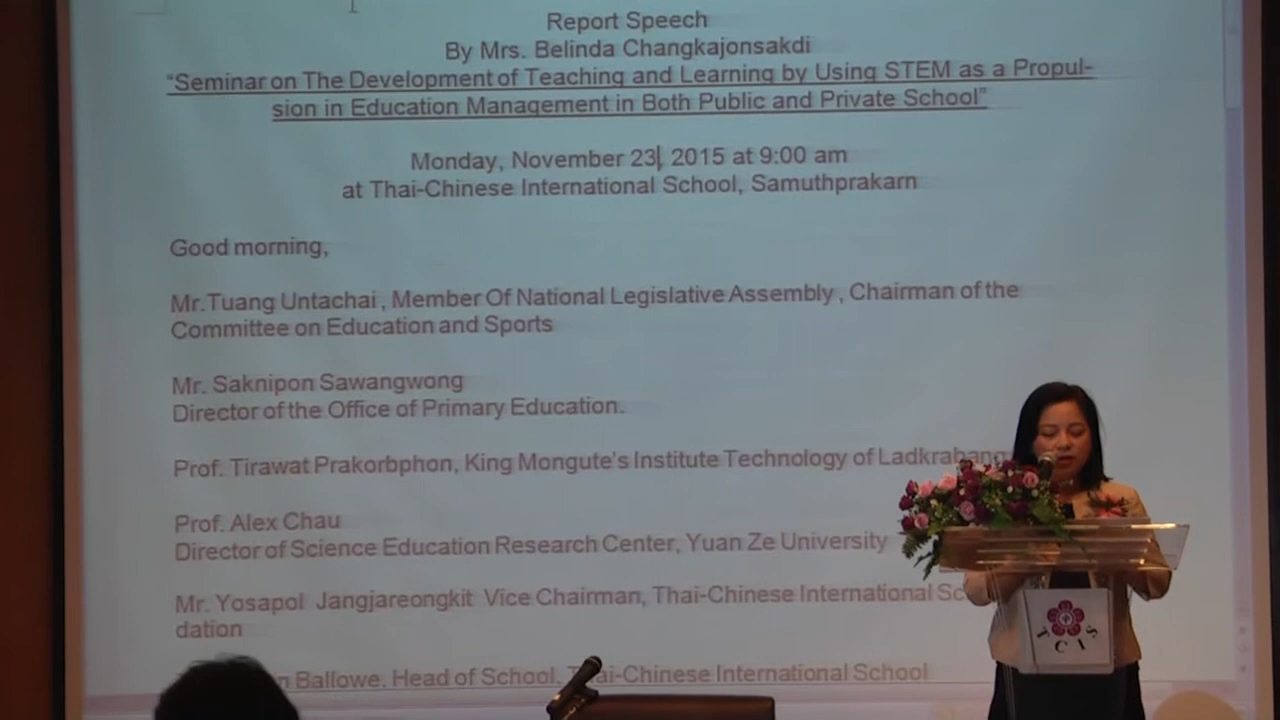 Report Speech
By Mrs. Belinda Changkajonsakdi
“Seminar on The Development of Teaching and Learning by Using STEM as a Propul-
sion in Education Management in Both Public and Private School”
Monday, November 23, 2015 at 9:00 am
at Thai-Chinese International School, Samuthprakarn
Good morning,
Mr.Tuang Untachai , Member Of National Legislative Assembly , Chairman of the
Committee on Education and Sports
Mr. Saknipon Sawangwong
Director of the Office of Primary Education.
Prof. Tirawat Prakorbphon, King Mongute's Institute Technology of Ladkrabang
Prof. Alex Chau
Director of Science Education Research Center, Yuan Ze University
Mr. Yosapol Jangjareongkit Vice Chairman, Thai-Chinese International
dation
Ballowe. Head of School. Thai-Chinese International School
TCIS